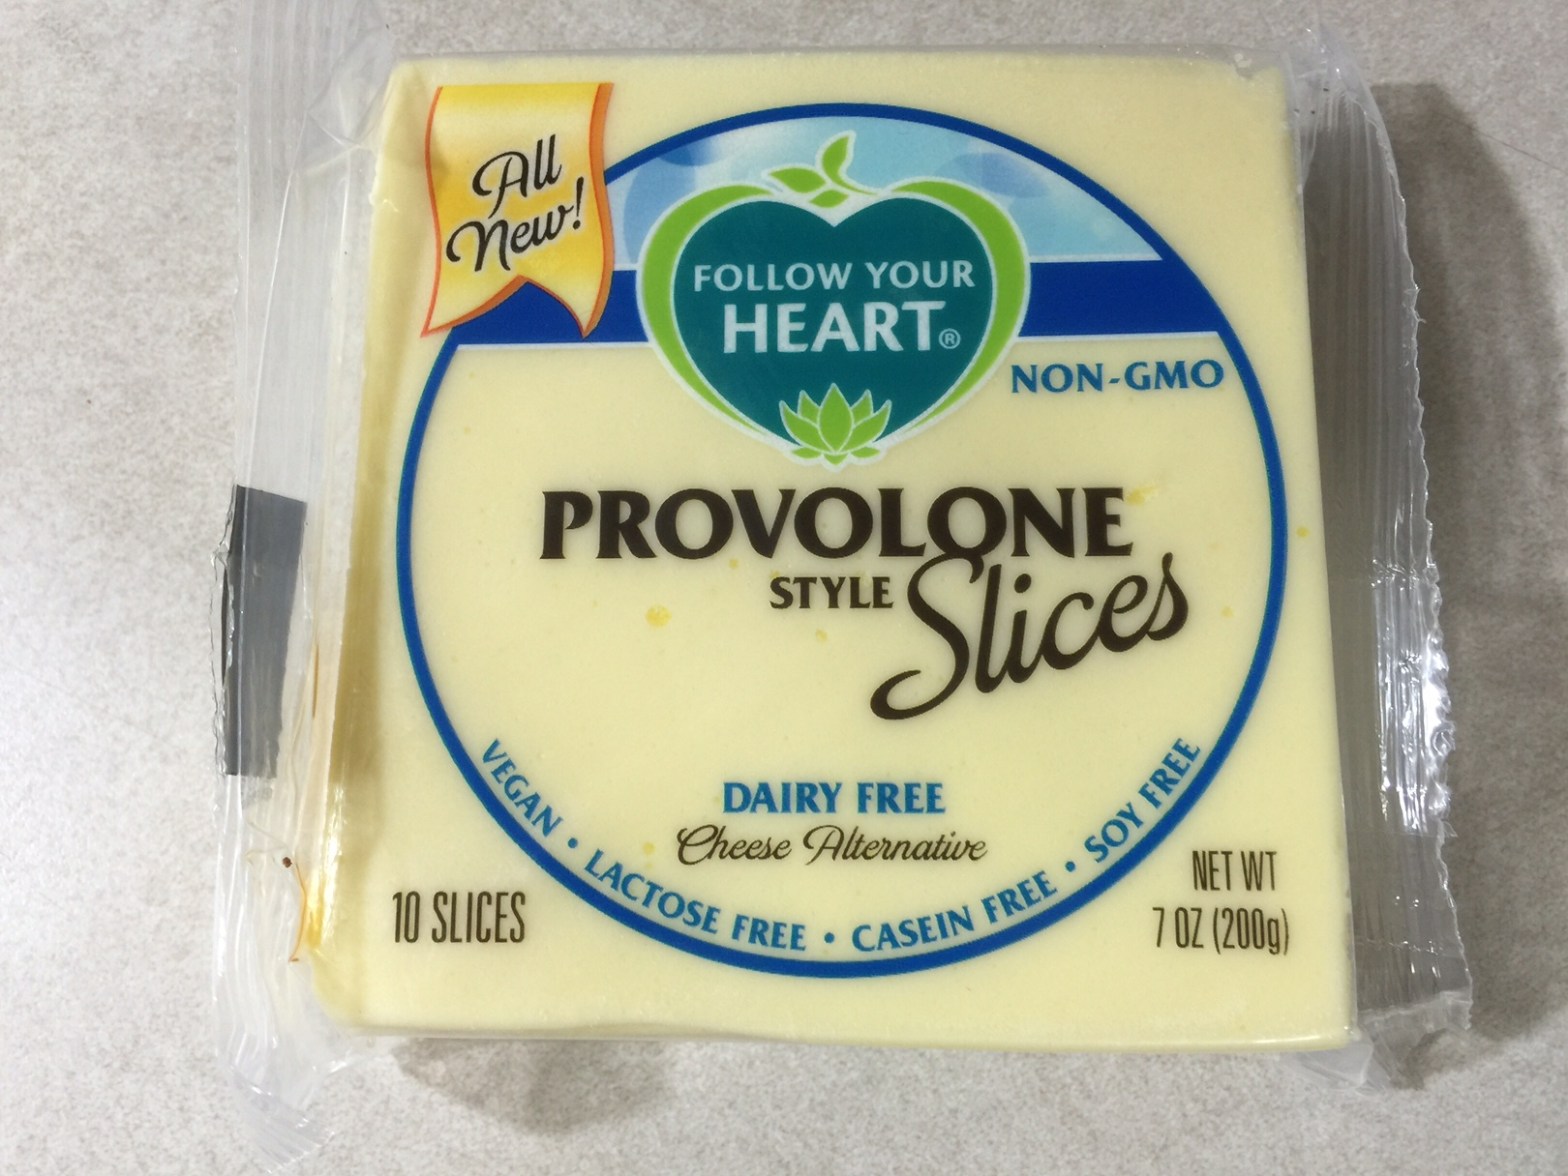 All
New!
FOLLOW YOUR
HEART®
NON-GMO
PROVOLONE
STYLE Slices
DAIRY FREE
Cheese Alternative
VEGAN • LACTOSE FREE • CASEIN FREE • SOY FREE
10 SLICES
NET WT
7 OZ (200g)